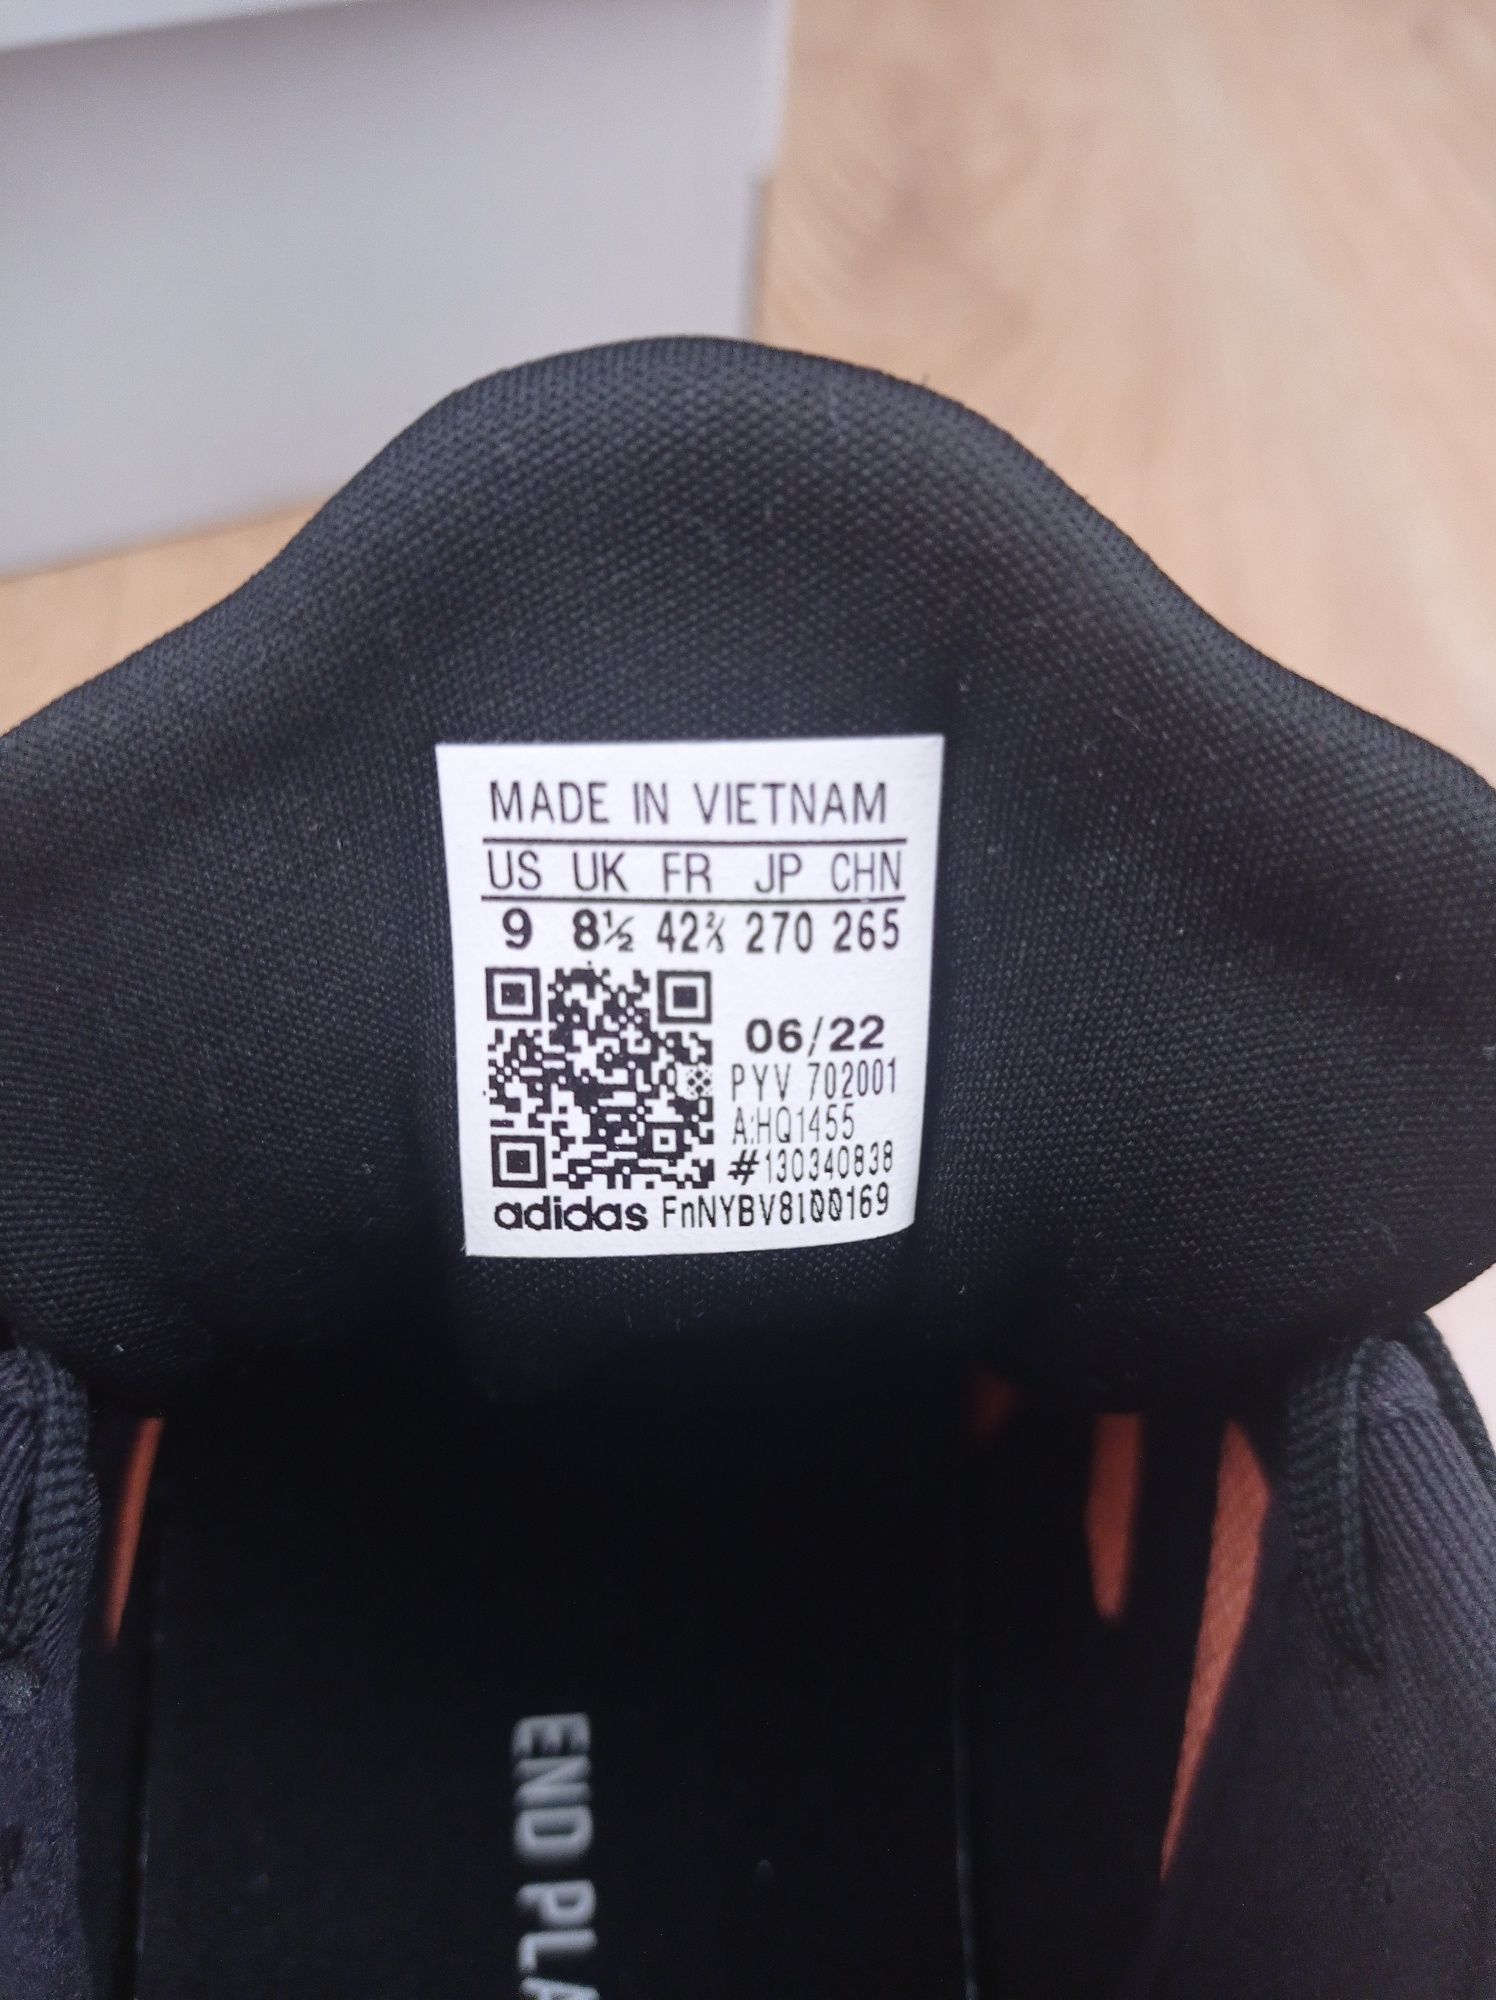 MADE IN VIETNAM
US UK FR JP CHN
9 8½ 42⅔ 270 265
06/22
PYV 702001
A:HQ1455
#130340838
adidas FnNYBV8I00169
END PLA